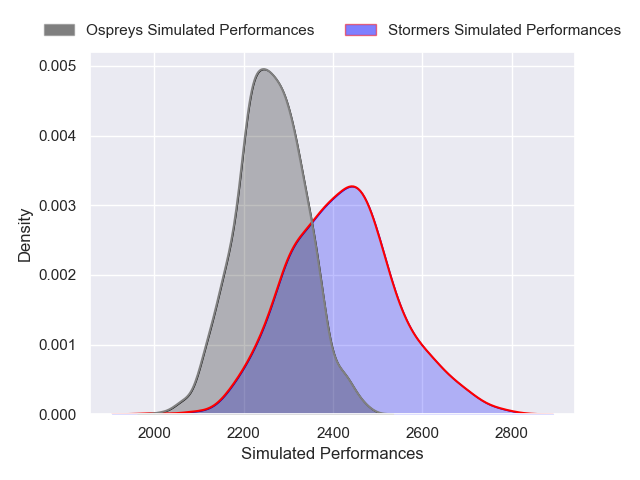 Ospreys Simulated Performances Stormers Simulated Performances
0.005
0.004
0.003
0.002
0.001
0.000
Density
2000 2200 2400 2600 2800
Simulated Performances